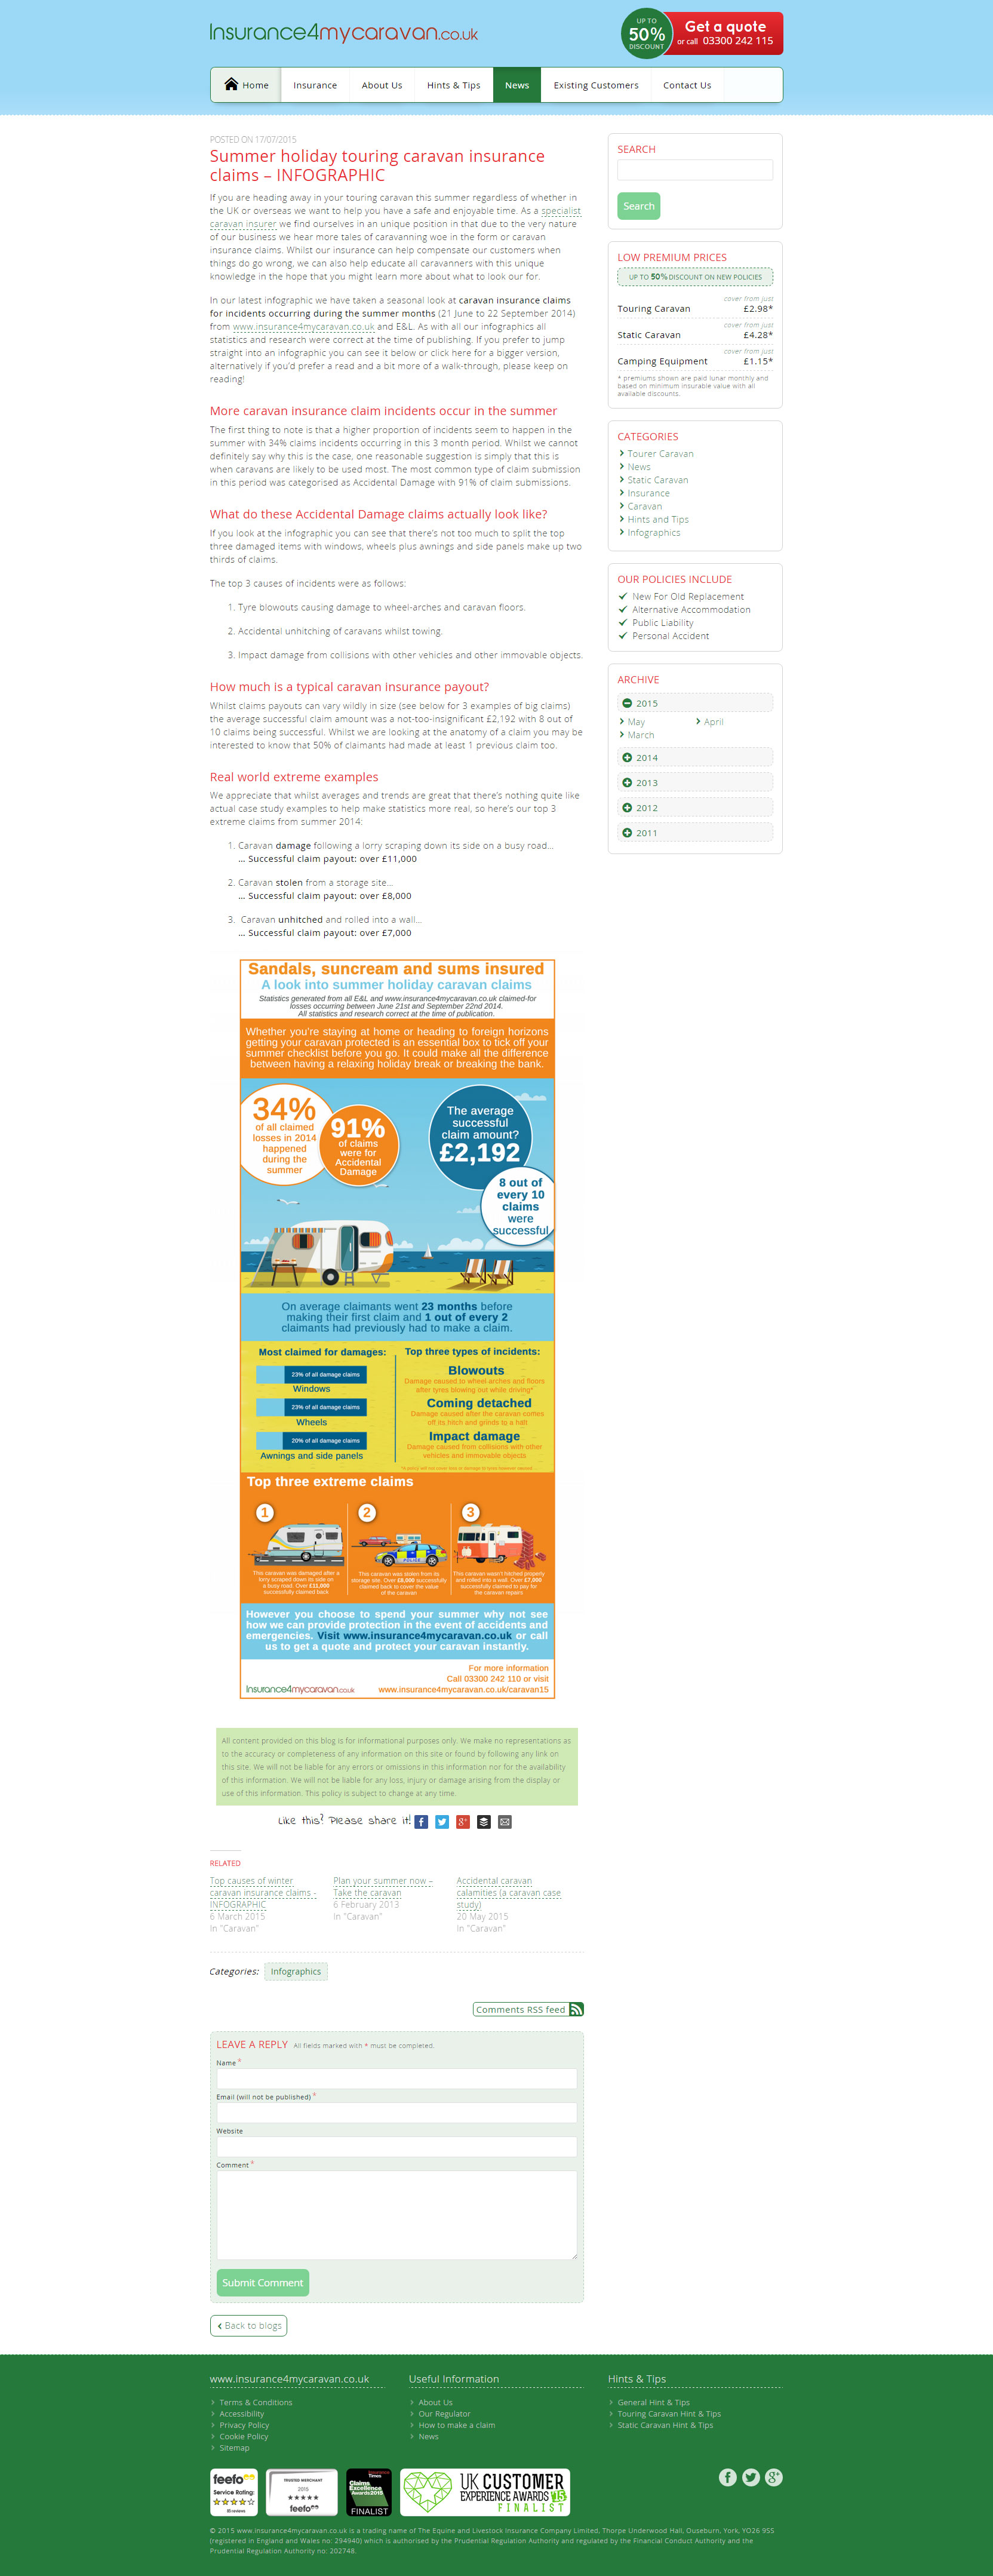 Insurance4mycaravan.co.uk
UP TO
50%
DISCOUNT
Get a quote
or call 03300 242 115
Home
Insurance
About Us
Hints & Tips
News
Existing Customers
Contact Us
POSTED ON 17/07/2015
Summer holiday touring caravan insurance
claims – INFOGRAPHIC
If you are heading away in your touring caravan this summer regardless of whether in
the UK or overseas we want to help you have a safe and enjoyable time. As a specialist
caravan insurer we find ourselves in an unique position in that due to the very nature
of our business we hear more tales of caravanning woe in the form or caravan
insurance claims. Whilst our insurance can help compensate our customers when
things do go wrong, we can also help educate all caravanners with this unique
knowledge in the hope that you might learn more about what to look our for.
In our latest infographic we have taken a seasonal look at caravan insurance claims
for incidents occurring during the summer months (21 June to 22 September 2014)
from www.insurance4mycaravan.co.uk and E&L. As with all our infographics all
statistics and research were correct at the time of publishing. If you prefer to jump
straight into an infographic you can see it below or click here for a bigger version,
alternatively if you'd prefer a read and a bit more of a walk-through, please keep on
reading!
More caravan insurance claim incidents occur in the summer
The first thing to note is that a higher proportion of incidents seem to happen in the
summer with 34% claims incidents occurring in this 3 month period. Whilst we cannot
definitely say why this is the case, one reasonable suggestion is simply that this is
when caravans are likely to be used most. The most common type of claim submission
in this period was categorised as Accidental Damage with 91% of claim submissions.
What do these Accidental Damage claims actually look like?
If you look at the infographic you can see that there's not too much to split the top
three damaged items with windows, wheels plus awnings and side panels make up two
thirds of claims.
The top 3 causes of incidents were as follows:
1. Tyre blowouts causing damage to wheel-arches and caravan floors.
2. Accidental unhitching of caravans whilst towing.
3. Impact damage from collisions with other vehicles and other immovable objects.
How much is a typical caravan insurance payout?
Whilst claims payouts can vary wildly in size (see below for 3 examples of big claims)
the average successful claim amount was a not-too-insignificant £2,192 with 8 out of
10 claims being successful. Whilst we are looking at the anatomy of a claim you may be
interested to know that 50% of claimants had made at least 1 previous claim too.
Real world extreme examples
We appreciate that whilst averages and trends are great that there's nothing quite like
actual case study examples to help make statistics more real, so here's our top 3
extreme claims from summer 2014:
1. Caravan damage following a lorry scraping down its side on a busy road...
... Successful claim payout: over £11,000
2. Caravan stolen from a storage site...
... Successful claim payout: over £8,000
3. Caravan unhitched and rolled into a wall...
... Successful claim payout: over £7,000
Sandals, suncream and sums insured
A look into summer holiday caravan claims
Statistics generated from all E&L and www.insurance4mycaravan.co.uk claimed-for
losses occurring between June 21st and September 22nd 2014.
All statistics and research correct at the time of publication.
Whether you're staying at home or heading to foreign horizons
getting your caravan protected is an essential box to tick off your
summer checklist before you go. It could make all the difference
between having a relaxing holiday break or breaking the bank.
34%
of all claimed
losses in 2014
happened
during the
summer
91%
of claims
were for
Accidental
Damage
The average
successful
claim amount?
£2,192
8 out of
every 10
claims
were
successful
On average claimants went 23 months before
making their first claim and 1 out of every 2
claimants had previously had to make a claim.
Most claimed for damages:
23% of all damage claims
Windows
23% of all damage claims
Wheels
20% of all damage claims
Awnings and side panels
Top three types of incidents:
Blowouts
Damage caused to wheel arches and floors
after tyres blowing out while driving*
Coming detached
Damage caused after the caravan comes
off its hitch and grinds to a halt
Impact damage
Damage caused from collisions with other
vehicles and immovable objects
Top three extreme claims
1
This caravan was damaged after a
lorry scraped down its side on
a busy road. Over £11,000
successfully claimed back
2
This caravan was stolen from its
storage site. Over £8,000 successfully
claimed back to cover the value
of the caravan
3
This caravan wasn't hitched properly
and rolled into a wall. Over £7,000
successfully claimed to pay for
the caravan repairs
However you choose to spend your summer why not see
how we can provide protection in the event of accidents and
emergencies. Visit www.insurance4mycaravan.co.uk or call
us to get a quote and protect your caravan instantly.
For more information
Call 03300 242 110 or visit
www.insurance4mycaravan.co.uk/caravan15
Insurance4mycaravan.co.uk
All content provided on this blog is for informational purposes only. We make no representations as
to the accuracy or completeness of any information on this site or found by following any link on
this site. We will not be liable for any errors or omissions in this information nor for the availability
of this information. We will not be liable for any loss, injury or damage arising from the display or
use of this information. This policy is subject to change at any time.
Like this? Please share it!
RELATED
Top causes of winter
caravan insurance claims -
INFOGRAPHIC
6 March 2015
In "Caravan"
Plan your summer now –
Take the caravan
6 February 2013
In "Caravan"
Accidental caravan
calamities (a caravan case
study)
20 May 2015
In "Caravan"
Categories: Infographics
Comments RSS feed
LEAVE A REPLY All fields marked with * must be completed.
Name *
Email (will not be published) *
Website
Comment *
Submit Comment
Back to blogs
SEARCH
Search
LOW PREMIUM PRICES
UP TO 50% DISCOUNT ON NEW POLICIES
cover from just
Touring Caravan £2.98*
cover from just
Static Caravan £4.28*
cover from just
Camping Equipment £1.15*
* premiums shown are paid lunar monthly and
based on minimum insurable value with all
available discounts.
CATEGORIES
Tourer Caravan
News
Static Caravan
Insurance
Caravan
Hints and Tips
Infographics
OUR POLICIES INCLUDE
New For Old Replacement
Alternative Accommodation
Public Liability
Personal Accident
ARCHIVE
2015
May
April
March
2014
2013
2012
2011
www.insurance4mycaravan.co.uk
Terms & Conditions
Accessibility
Privacy Policy
Cookie Policy
Sitemap
Useful Information
About Us
Our Regulator
How to make a claim
News
Hints & Tips
General Hint & Tips
Touring Caravan Hint & Tips
Static Caravan Hint & Tips
feefo
Service Rating:
TRUSTED MERCHANT
2015
feefo
Insurance Times
Claims
Excellence
Awards2015
FINALIST
UK CUSTOMER
EXPERIENCE AWARDS 15
FINALIST
© 2015 www.insurance4mycaravan.co.uk is a trading name of The Equine and Livestock Insurance Company Limited, Thorpe Underwood Hall, Ouseburn, York, YO26 9SS
(registered in England and Wales no: 294940) which is authorised by the Prudential Regulation Authority and regulated by the Financial Conduct Authority and the
Prudential Regulation Authority no: 202748.